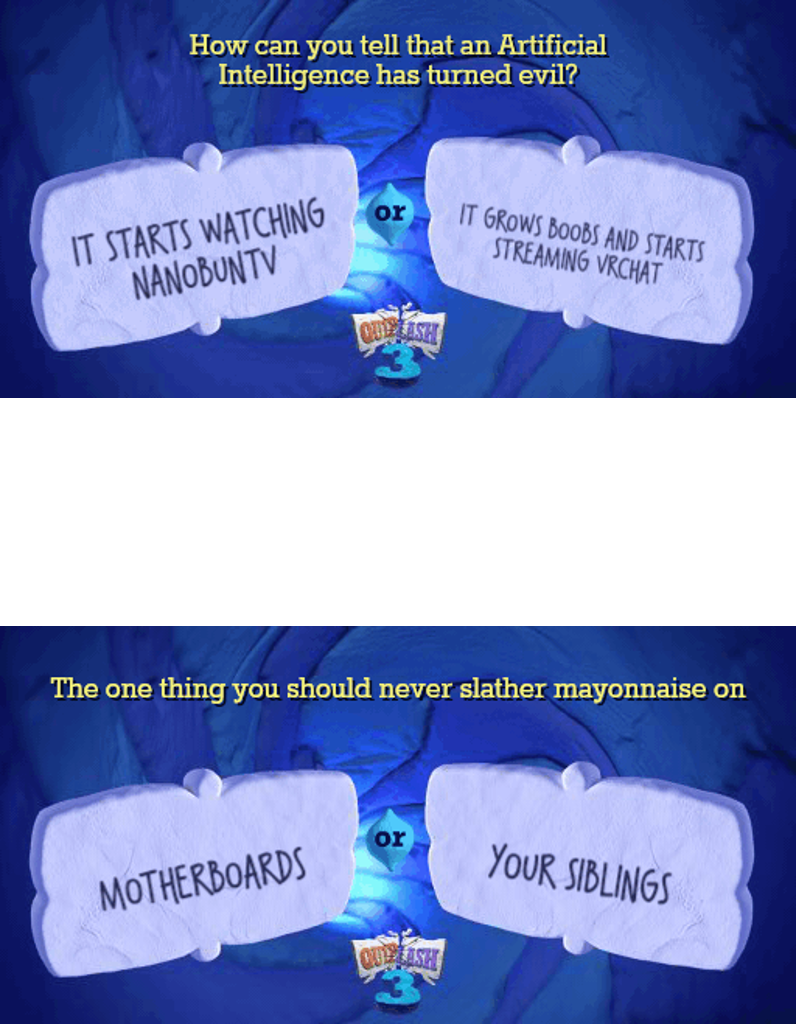 How can you tell that an Artificial
Intelligence has turned evil?
IT STARTS WATCHING
NANOBUNTV
or
IT GROWS BOOBS AND STARTS
STREAMING VRCHAT
QUIPLASH
3
The one thing you should never slather mayonnaise on
MOTHERBOARDS
or
YOUR SIBLINGS
QUIPLASH
3